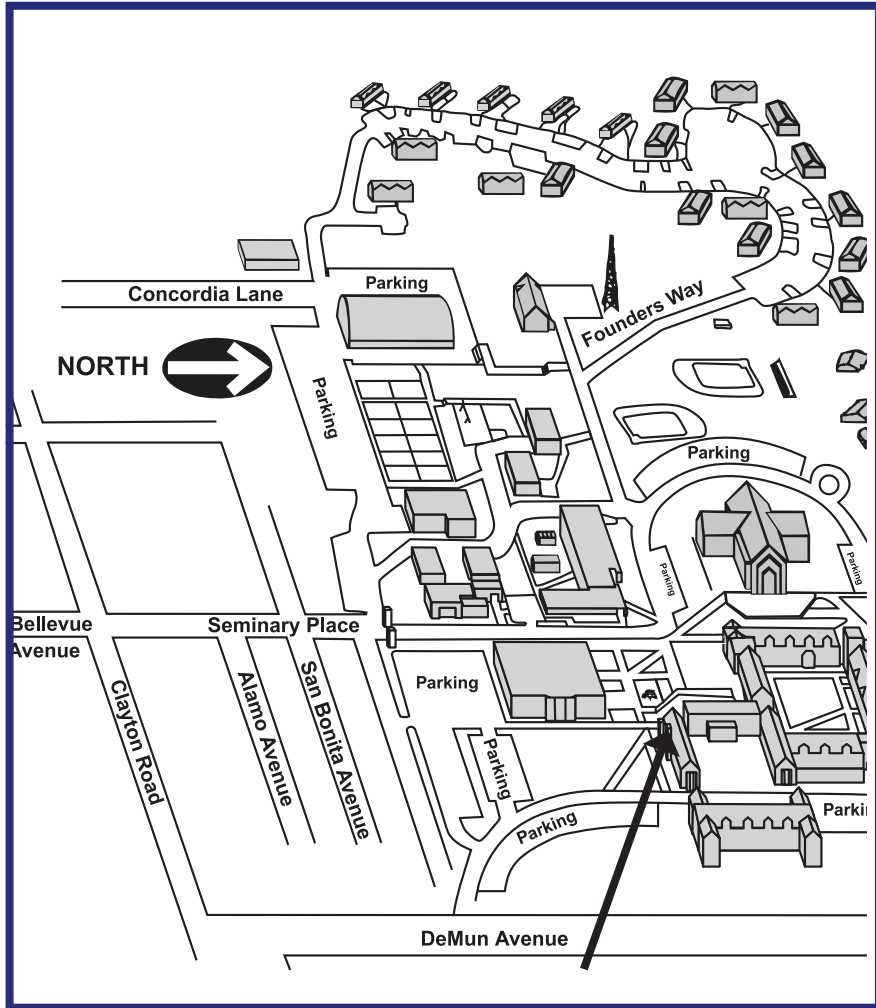 Parking
Concordia Lane
Founders Way
NORTH
Parking
Parking
Parking
Parking
Bellevue
Avenue
Seminary Place
Parking
Clayton Road
Alamo Avenue
San Bonita Avenue
Parking
Parking
Parki
DeMun Avenue